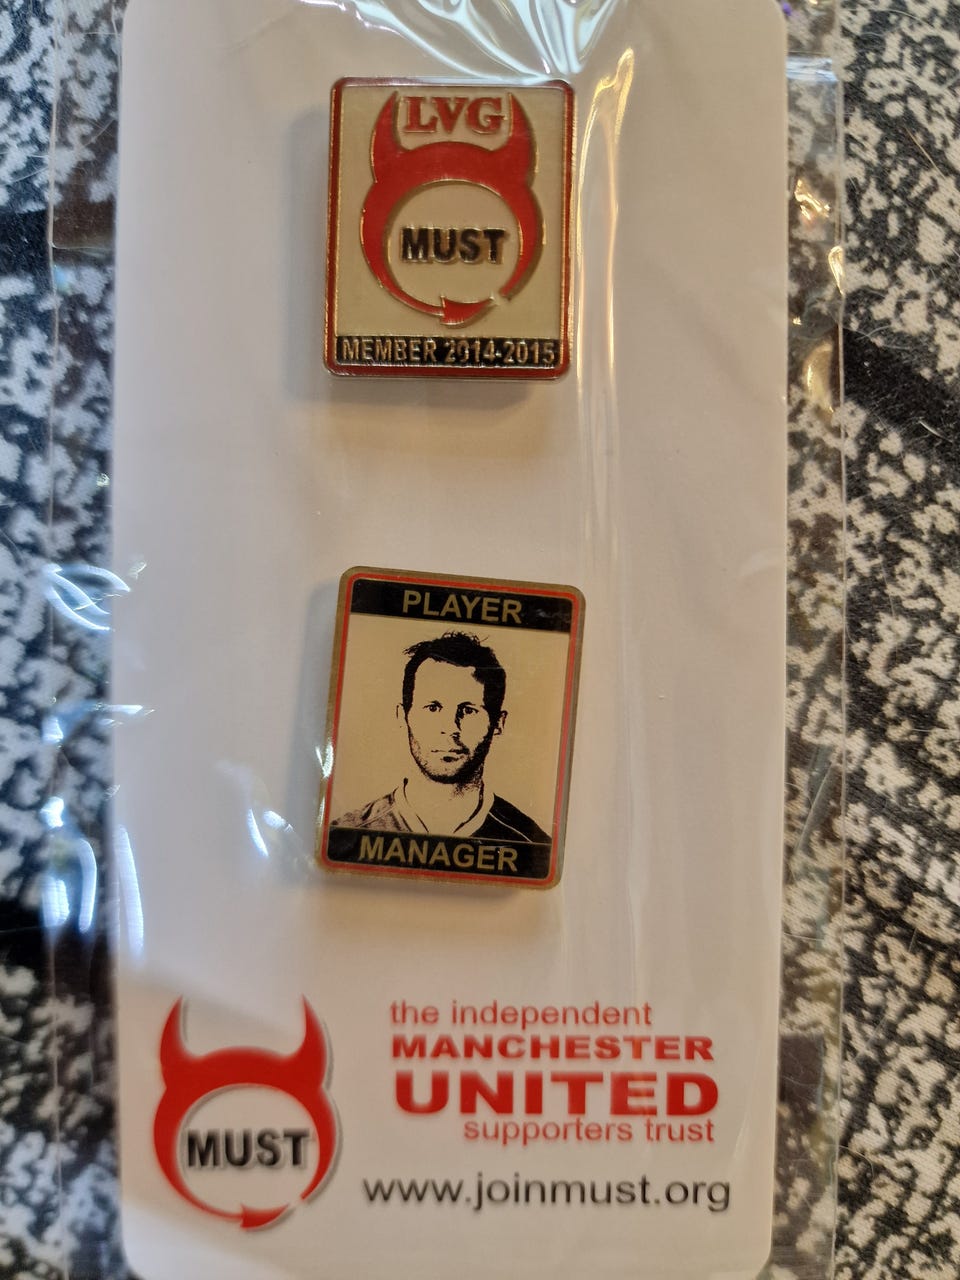 LVG
MUST
MEMBER 2014-2015
PLAYER
MANAGER
the independent
MANCHESTER
UNITED
supporters trust
MUST
www.joinmust.org